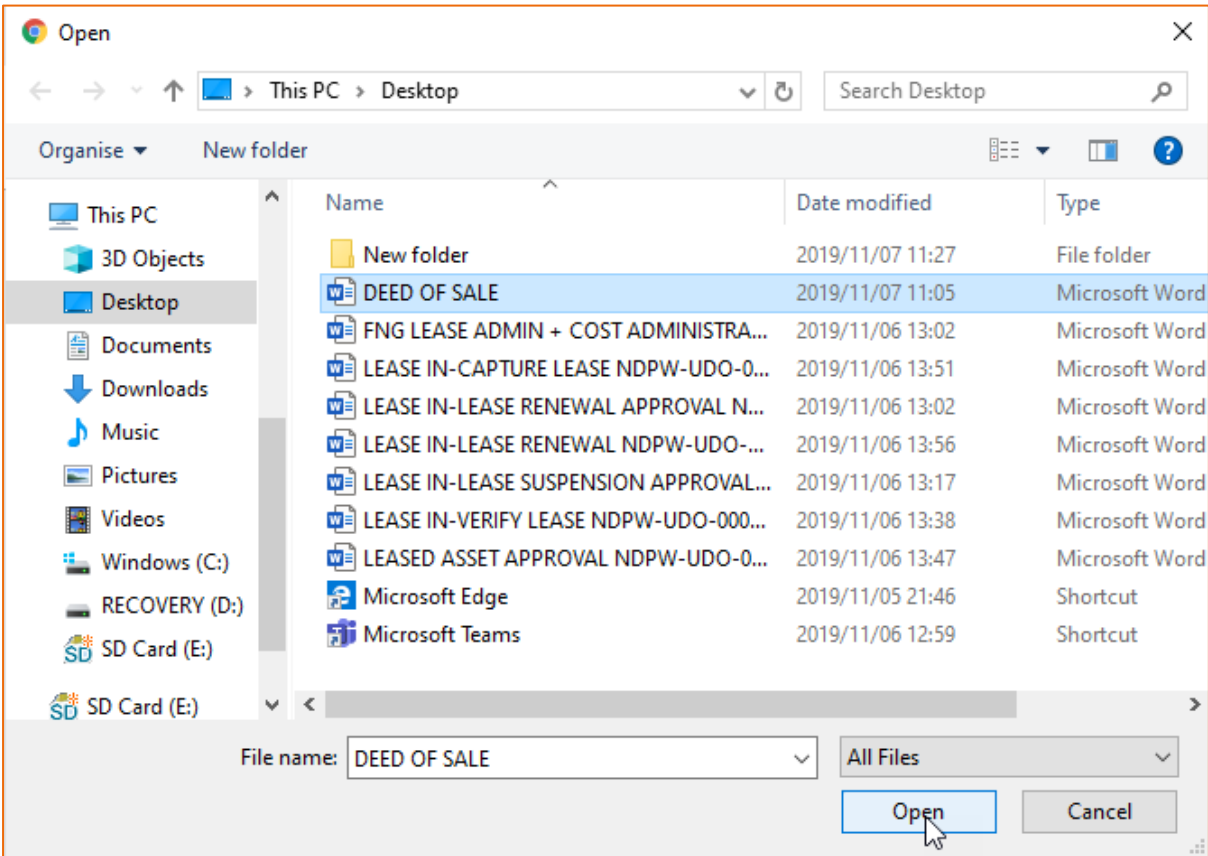 Open
This PC > Desktop
Search Desktop
Organise
New folder
This PC
3D Objects
Desktop
Documents
Downloads
Music
Pictures
Videos
Windows (C:)
RECOVERY (D:)
SD Card (E:)
SD Card (E:)
Name Date modified Type
New folder 2019/11/07 11:27 File folder
DEED OF SALE 2019/11/07 11:05 Microsoft Word
FNG LEASE ADMIN + COST ADMINISTRA... 2019/11/06 13:02 Microsoft Word
LEASE IN-CAPTURE LEASE NDPW-UDO-0... 2019/11/06 13:51 Microsoft Word
LEASE IN-LEASE RENEWAL APPROVAL N... 2019/11/06 13:02 Microsoft Word
LEASE IN-LEASE RENEWAL NDPW-UDO-... 2019/11/06 13:56 Microsoft Word
LEASE IN-LEASE SUSPENSION APPROVAL... 2019/11/06 13:17 Microsoft Word
LEASE IN-VERIFY LEASE NDPW-UDO-000... 2019/11/06 13:38 Microsoft Word
LEASED ASSET APPROVAL NDPW-UDO-0... 2019/11/06 13:47 Microsoft Word
Microsoft Edge 2019/11/05 21:46 Shortcut
Microsoft Teams 2019/11/06 12:59 Shortcut
File name: DEED OF SALE
All Files
Open
Cancel